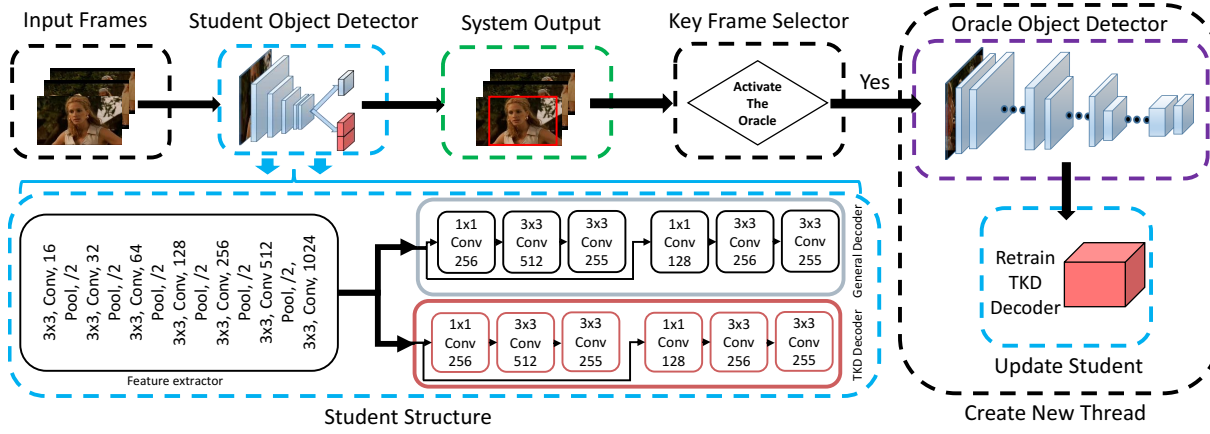 Input Frames
Student Object Detector
System Output
Key Frame Selector
Oracle Object Detector
Activate
The
Oracle
Yes
3x3, Conv, 16
Pool, /2
3x3, Conv, 32
Pool, /2
3x3, Conv, 64
Pool, /2
3x3, Conv, 128
Pool, /2
3x3, Conv, 256
Pool, /2
3x3, Conv 512
Pool, /2,
3x3, Conv, 1024
Feature extractor
1x1
Conv
256
3x3
Conv
512
3x3
Conv
255
1x1
Conv
128
3x3
Conv
256
3x3
Conv
255
General Decoder
1x1
Conv
256
3x3
Conv
512
3x3
Conv
255
1x1
Conv
128
3x3
Conv
256
3x3
Conv
255
TKD Decoder
Student Structure
Retrain
TKD
Decoder
Update Student
Create New Thread